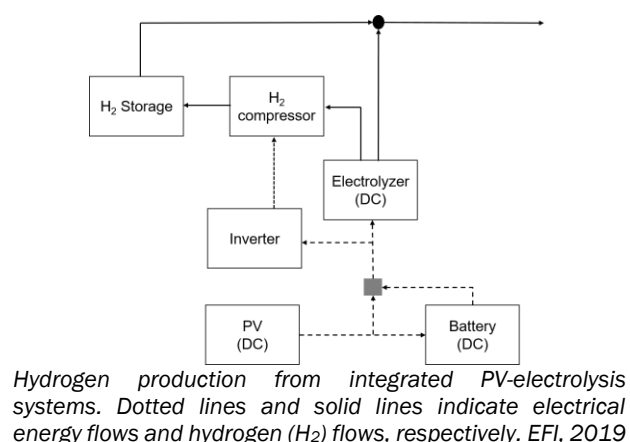 H₂ Storage
H₂
compressor
Electrolyzer
(DC)
Inverter
PV
(DC)
Battery
(DC)
Hydrogen production from integrated PV-electrolysis
systems. Dotted lines and solid lines indicate electrical
energy flows and hydrogen (H₂) flows, respectively. EFI, 2019